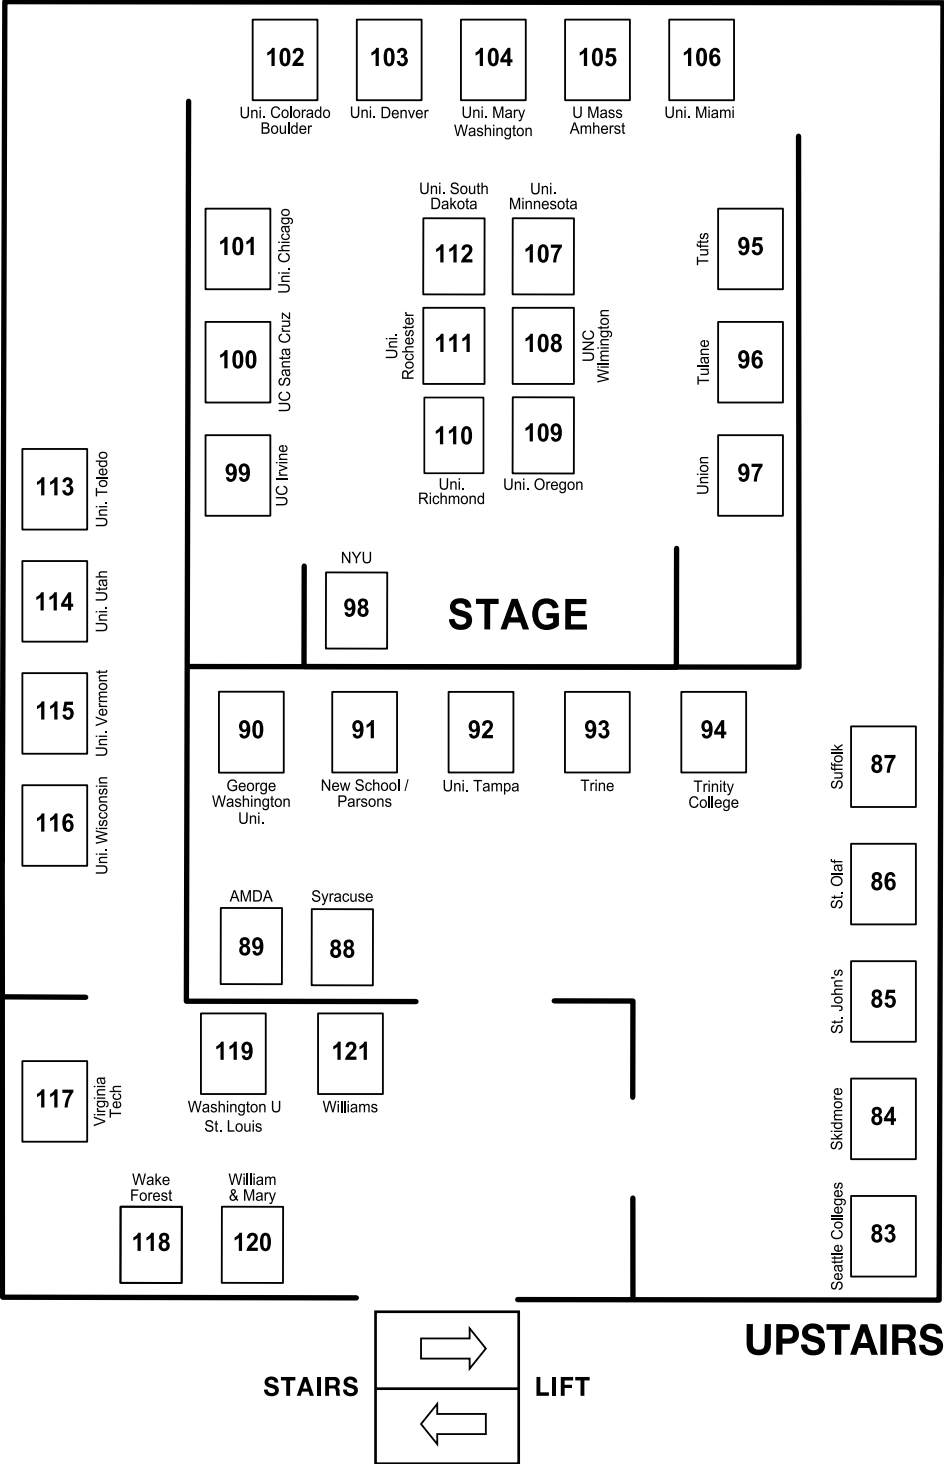 102
Uni. Colorado
Boulder
103
Uni. Denver
104
Uni. Mary
Washington
105
U Mass
Amherst
106
Uni. Miami
101
Uni. Chicago
100
UC Santa Cruz
99
UC Irvine
Uni. South
Dakota
112
Uni.
Minnesota
107
Uni.
Rochester
111
108
UNC
Wilmington
110
Uni.
Richmond
109
Uni. Oregon
Tufts
95
Tulane
96
Union
97
113
Uni. Toledo
114
Uni. Utah
115
Uni. Vermont
116
Uni. Wisconsin
NYU
98
STAGE
90
George
Washington
Uni.
91
New School /
Parsons
92
Uni. Tampa
93
Trine
94
Trinity
College
Suffolk
87
St. Olaf
86
St. John's
85
Skidmore
84
Seattle Colleges
83
AMDA
89
Syracuse
88
119
Washington U
St. Louis
121
Williams
117
Virginia
Tech
Wake
Forest
118
William
& Mary
120
UPSTAIRS
STAIRS
LIFT